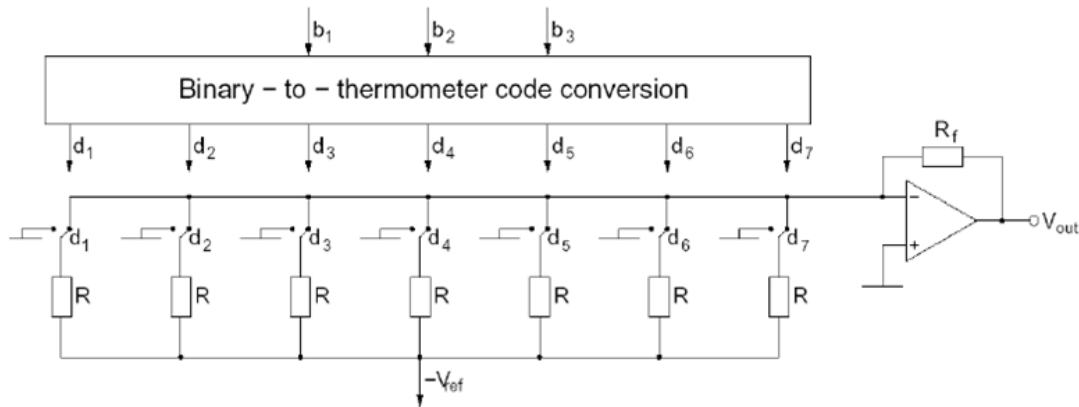 b1 b2 b3
Binary – to – thermometer code conversion
d1 d2 d3 d4 d5 d6 d7
Rf
– 
+
Vout
d1 d2 d3 d4 d5 d6 d7
R R R R R R R
–Vref